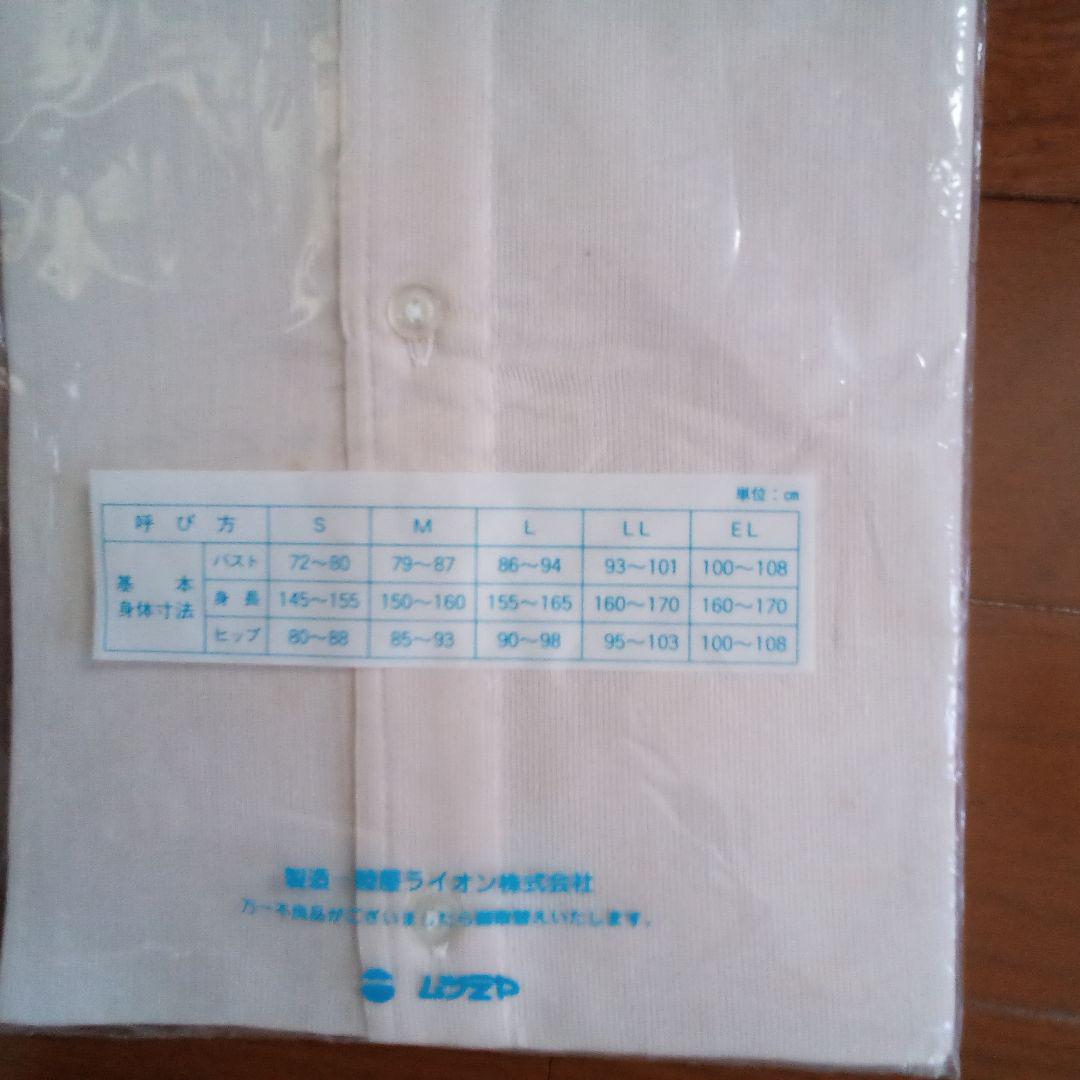 単位：cm
呼び方 S M L LL EL
基本身体寸法 バスト 72～80 79～87 86～94 93～101 100～108
身長 145～155 150～160 155～165 160～170 160～170
ヒップ 80～88 85～93 90～98 95～103 100～108
製造 ライオン株式会社
万一不良品がございましたら御取替えいたします。